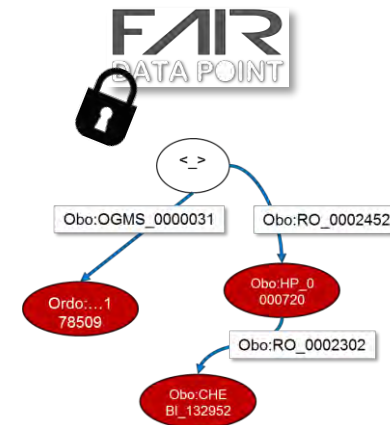 FAIR
DATA POINT
<_>
Obo:OGMS_0000031
Obo:RO_0002452
Ordo:...1
78509
Obo:HP_0
000720
Obo:RO_0002302
Obo:CHE
BI_132952